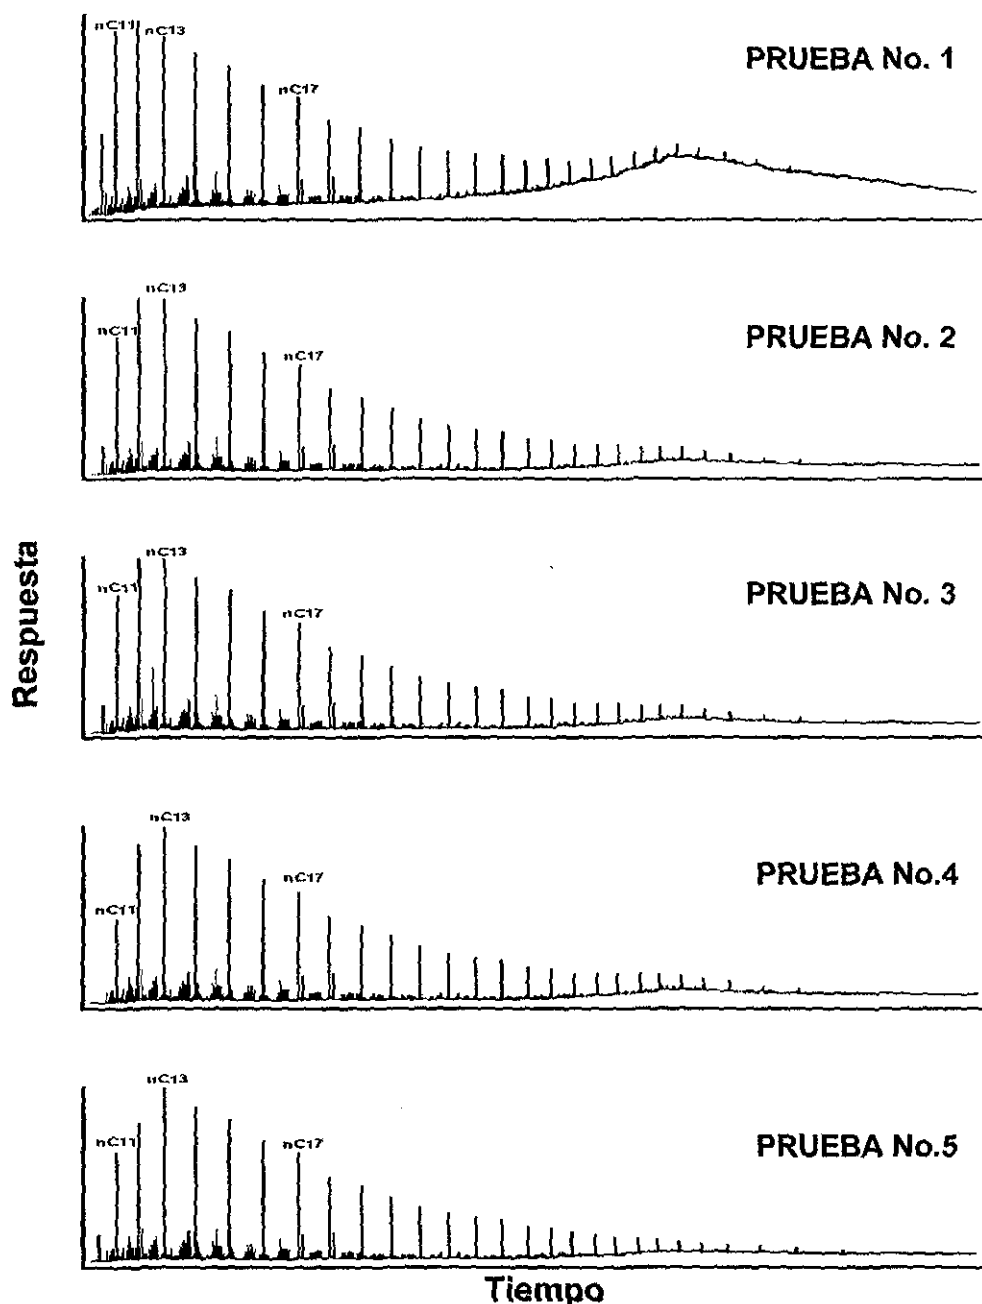 nC11
nC13
nC17
PRUEBA No. 1
nC13
nC11
nC17
PRUEBA No. 2
nC13
nC11
nC17
PRUEBA No. 3
nC13
nC11
nC17
PRUEBA No.4
nC13
nC11
nC17
PRUEBA No.5
Respuesta
Tiempo